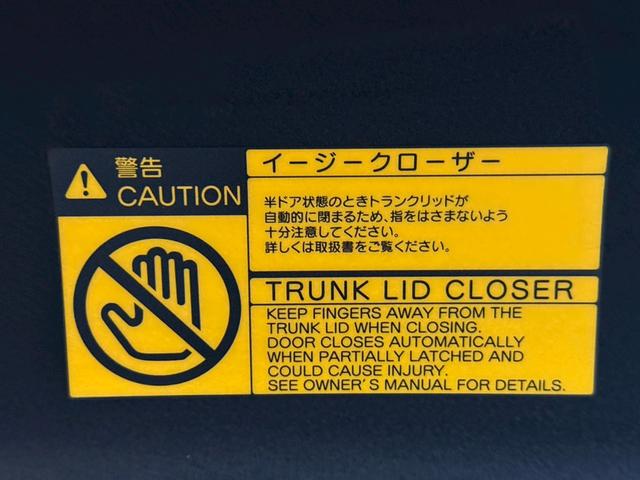 警告
CAUTION
イージークローザー
半ドア状態のときトランクリッドが
自動的に閉まるため、指をはさまないよう
十分注意してください。
詳しくは取扱書をご覧ください。
TRUNK LID CLOSER
KEEP FINGERS AWAY FROM THE
TRUNK LID WHEN CLOSING.
DOOR CLOSES AUTOMATICALLY
WHEN PARTIALLY LATCHED AND
COULD CAUSE INJURY.
SEE OWNER'S MANUAL FOR DETAILS.